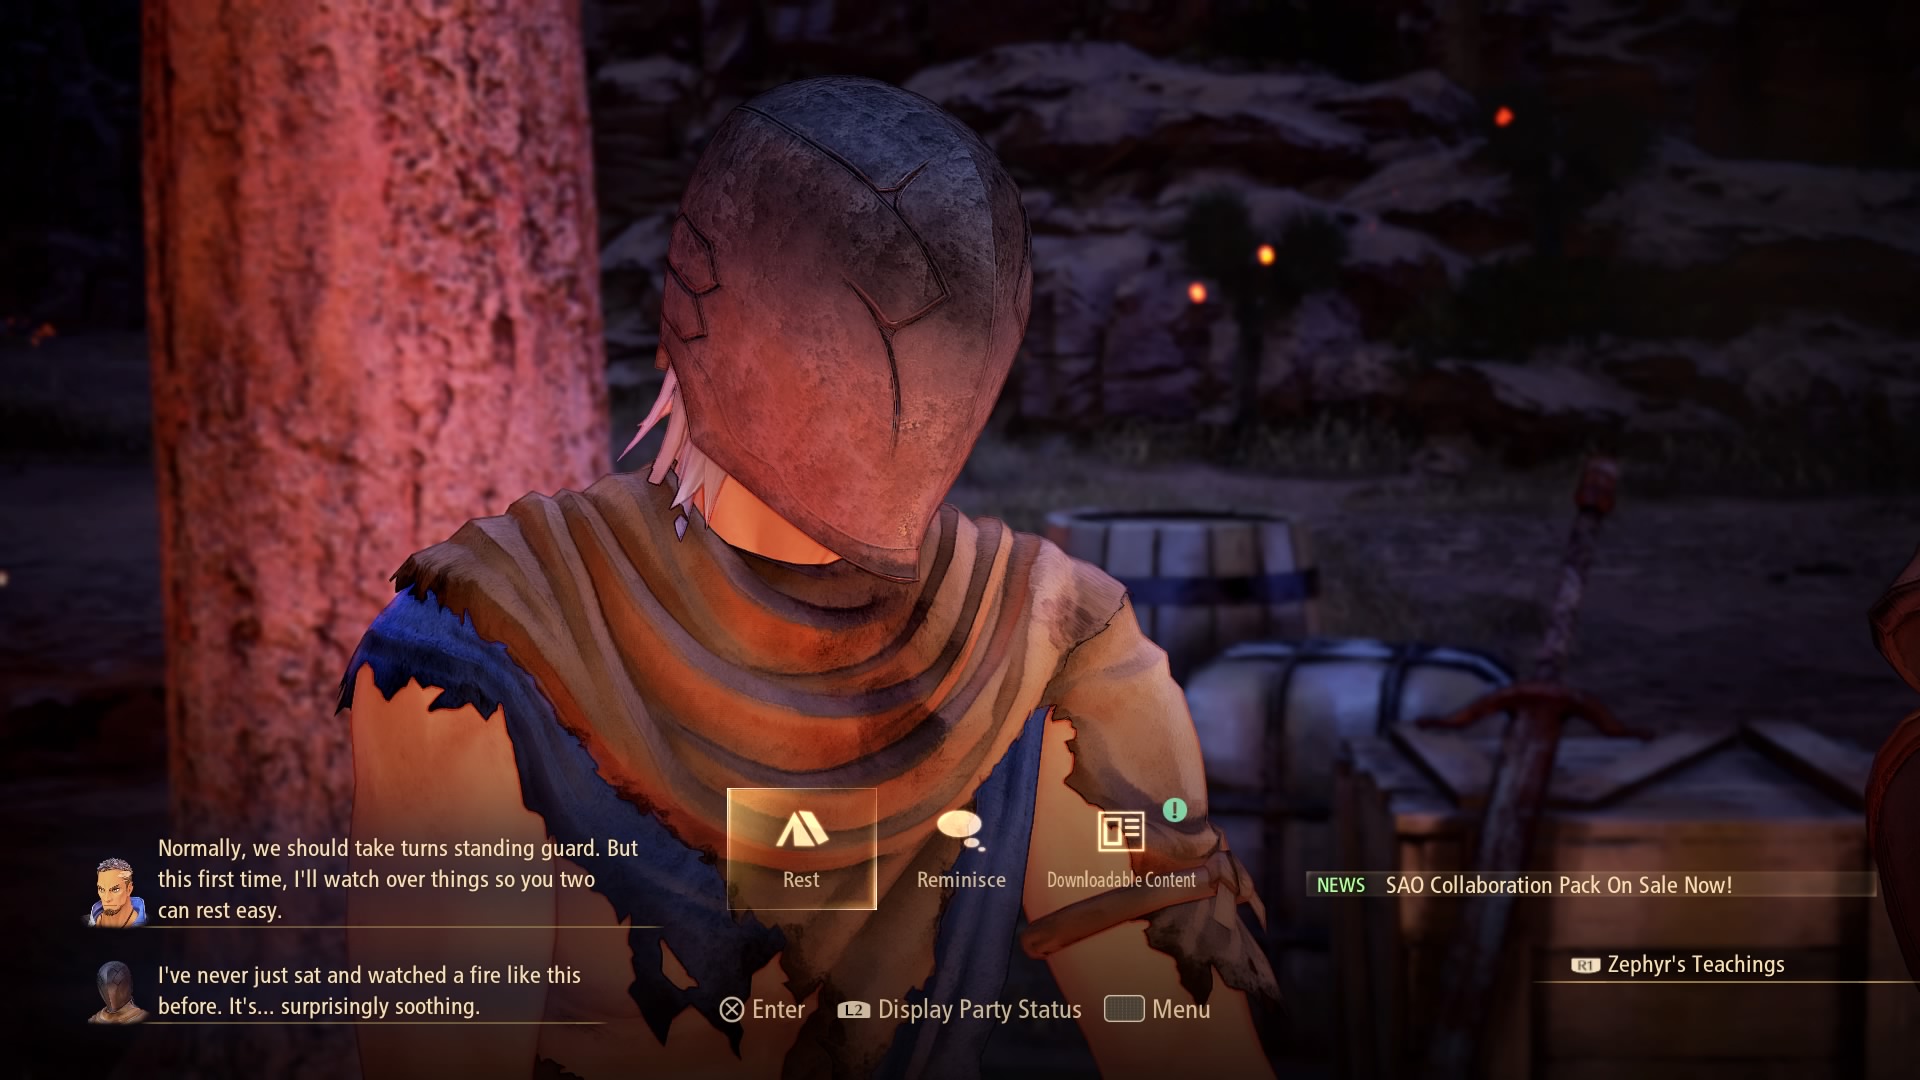 Normally, we should take turns standing guard. But
this first time, I'll watch over things so you two
can rest easy.
I've never just sat and watched a fire like this
before. It's... surprisingly soothing.
Rest
Reminisce
Downloadable Content
!
NEWS SAO Collaboration Pack On Sale Now!
R1 Zephyr's Teachings
Enter L2 Display Party Status Menu